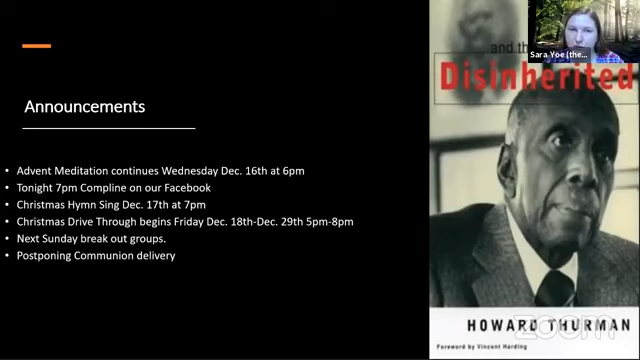 and th
Sara Yoe (the...
Disinherited
Announcements
• Advent Meditation continues Wednesday Dec. 16th at 6pm
• Tonight 7pm Compline on our Facebook
• Christmas Hymn Sing Dec. 17th at 7pm
• Christmas Drive Through begins Friday Dec. 18th-Dec. 29th 5pm-8pm
• Next Sunday break out groups.
• Postponing Communion delivery
HOWARD THURMAN
zoom
Foreword by Vincent Harding